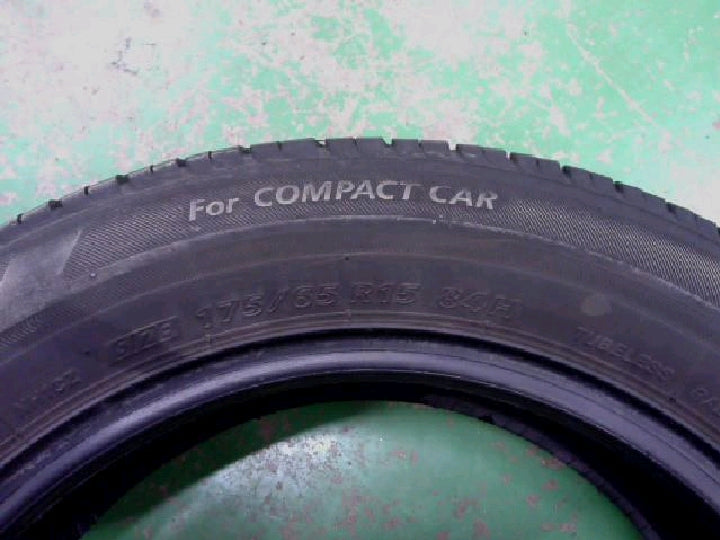 For COMPACT CAR
SIZE 175/65 R15 84H
TUBELESS